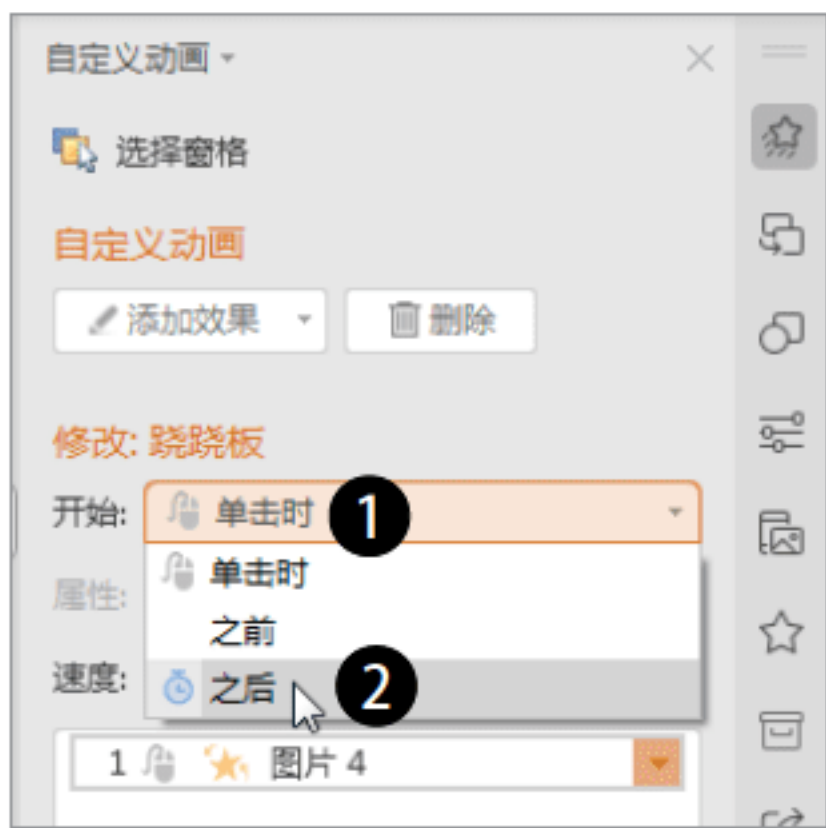 自定义动画
选择窗格
自定义动画
添加效果 删除
修改: 跷跷板
开始: 单击时 1
单击时
属性:
之前
速度: 之后 2
1 图片 4